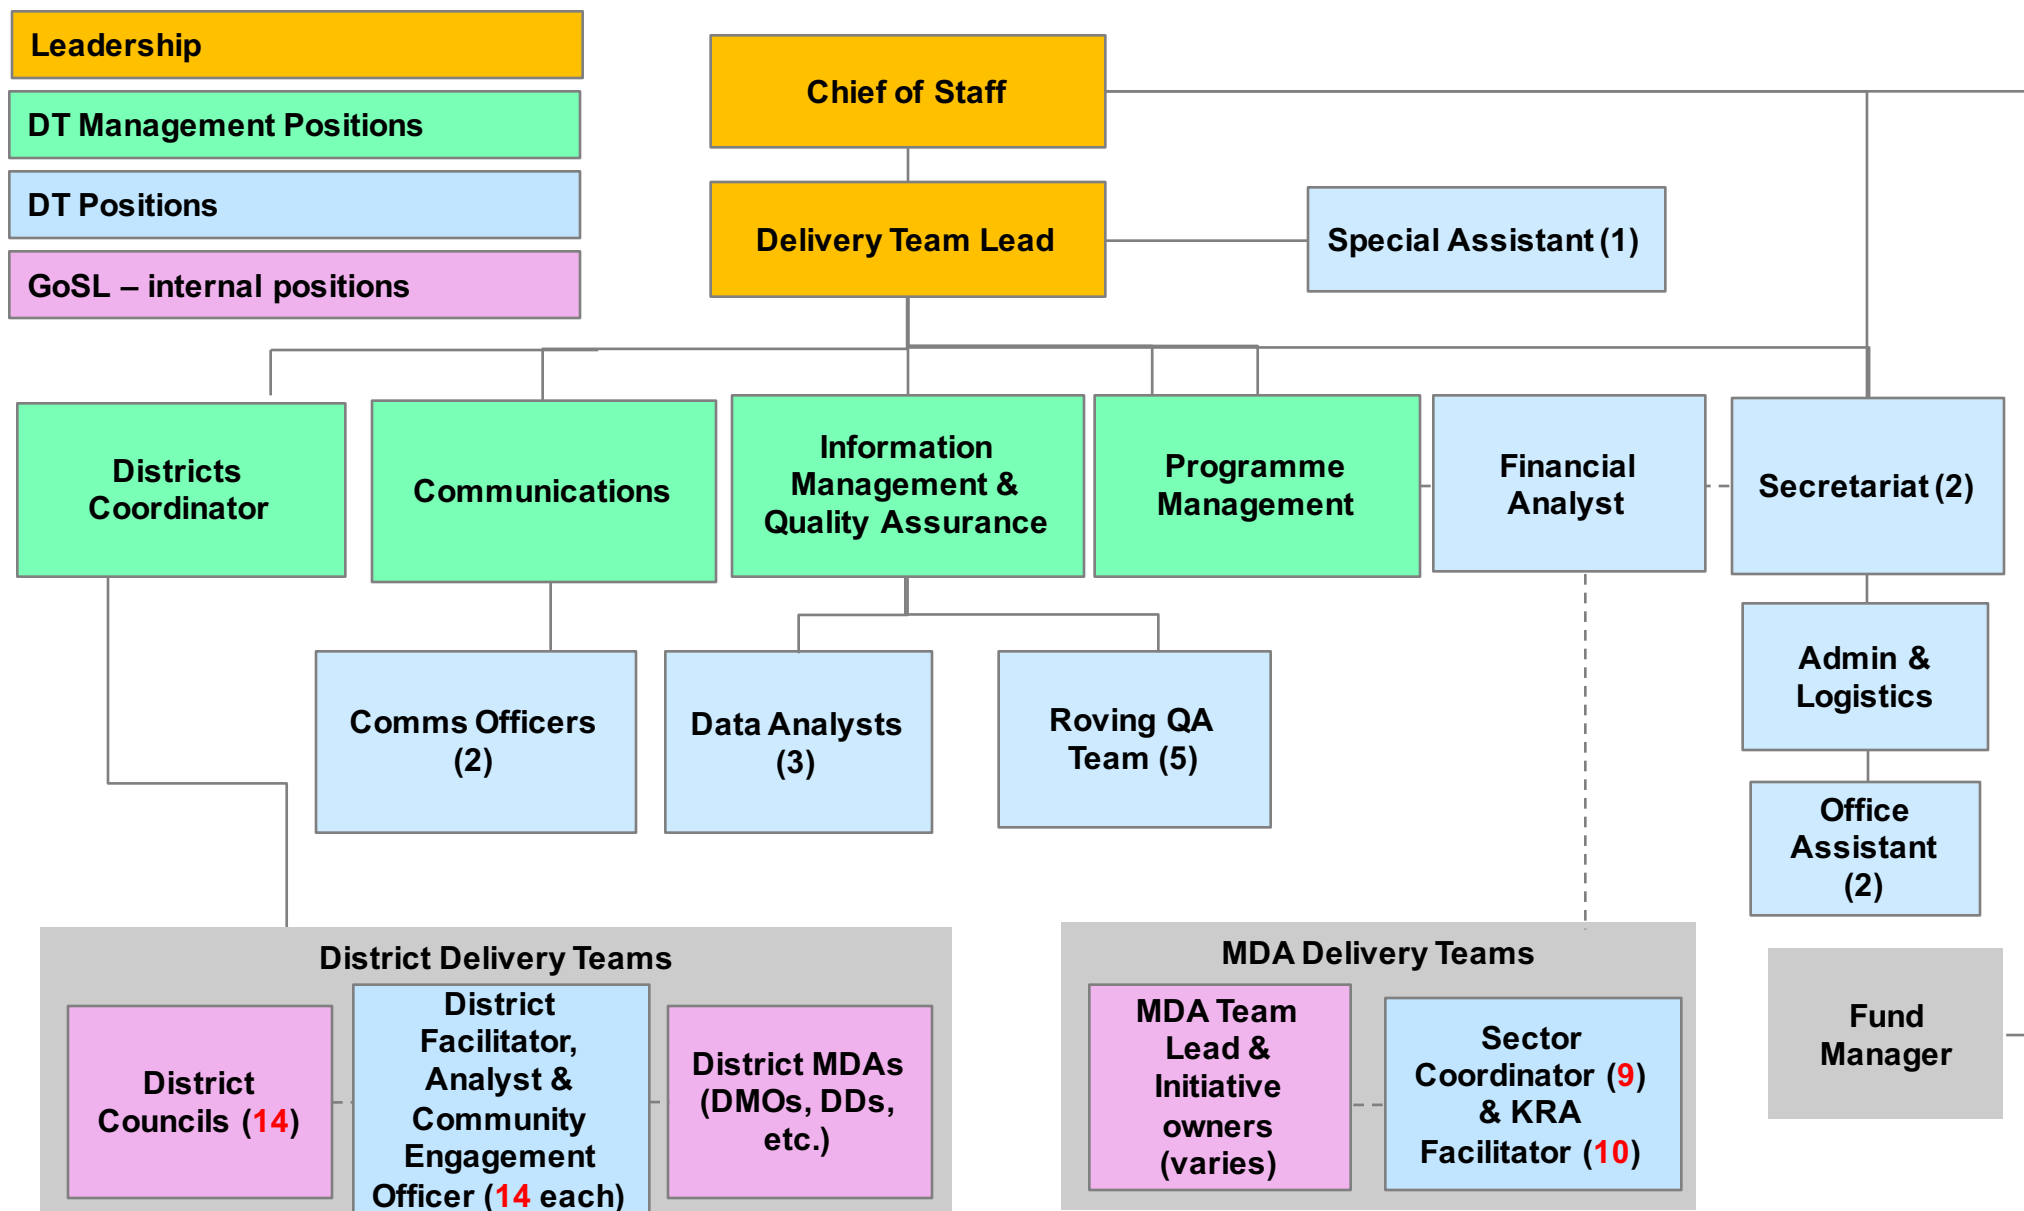 Leadership
DT Management Positions
DT Positions
GoSL – internal positions
Chief of Staff
Delivery Team Lead
Special Assistant (1)
Districts
Coordinator
Communications
Information
Management &
Quality Assurance
Programme
Management
Financial
Analyst
Secretariat (2)
Comms Officers
(2)
Data Analysts
(3)
Roving QA
Team (5)
Admin &
Logistics
Office
Assistant
(2)
District Delivery Teams
District
Councils (14)
District
Facilitator,
Analyst &
Community
Engagement
Officer (14 each)
District MDAs
(DMOs, DDs,
etc.)
MDA Delivery Teams
MDA Team
Lead &
Initiative
owners
(varies)
Sector
Coordinator (9)
& KRA
Facilitator (10)
Fund
Manager